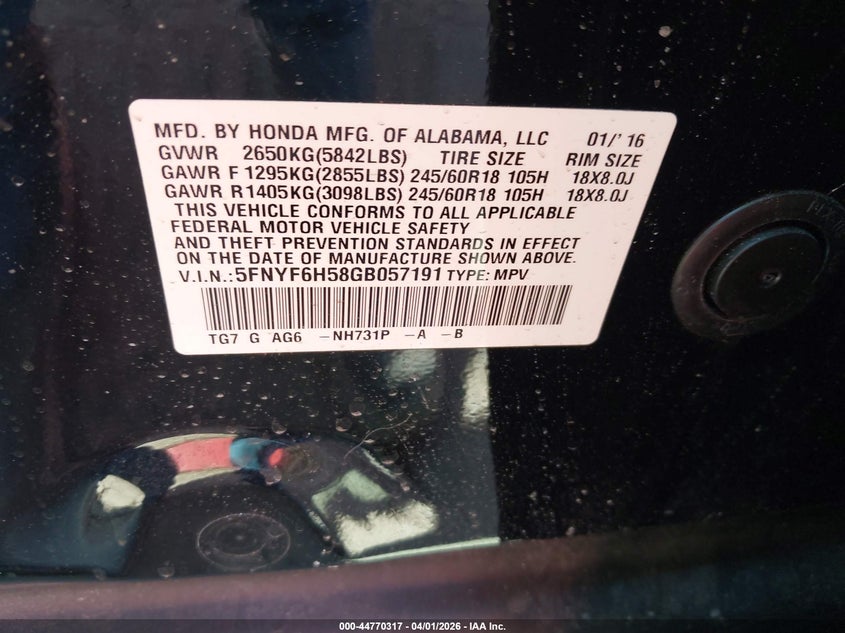 MFD. BY HONDA MFG. OF ALABAMA, LLC 01/' 16
GVWR 2650KG(5842LBS) TIRE SIZE RIM SIZE
GAWR F 1295KG(2855LBS) 245/60R18 105H 18X8.0J
GAWR R 1405KG(3098LBS) 245/60R18 105H 18X8.0J
THIS VEHICLE CONFORMS TO ALL APPLICABLE
FEDERAL MOTOR VEHICLE SAFETY
AND THEFT PREVENTION STANDARDS IN EFFECT
ON THE DATE OF MANUFACTURE SHOWN ABOVE.
V.I.N.: 5FNYF6H58GB057191 TYPE: MPV
TG7 G AG6 -NH731P -A -B
000-44770317 - 04/01/2026 - IAA Inc.